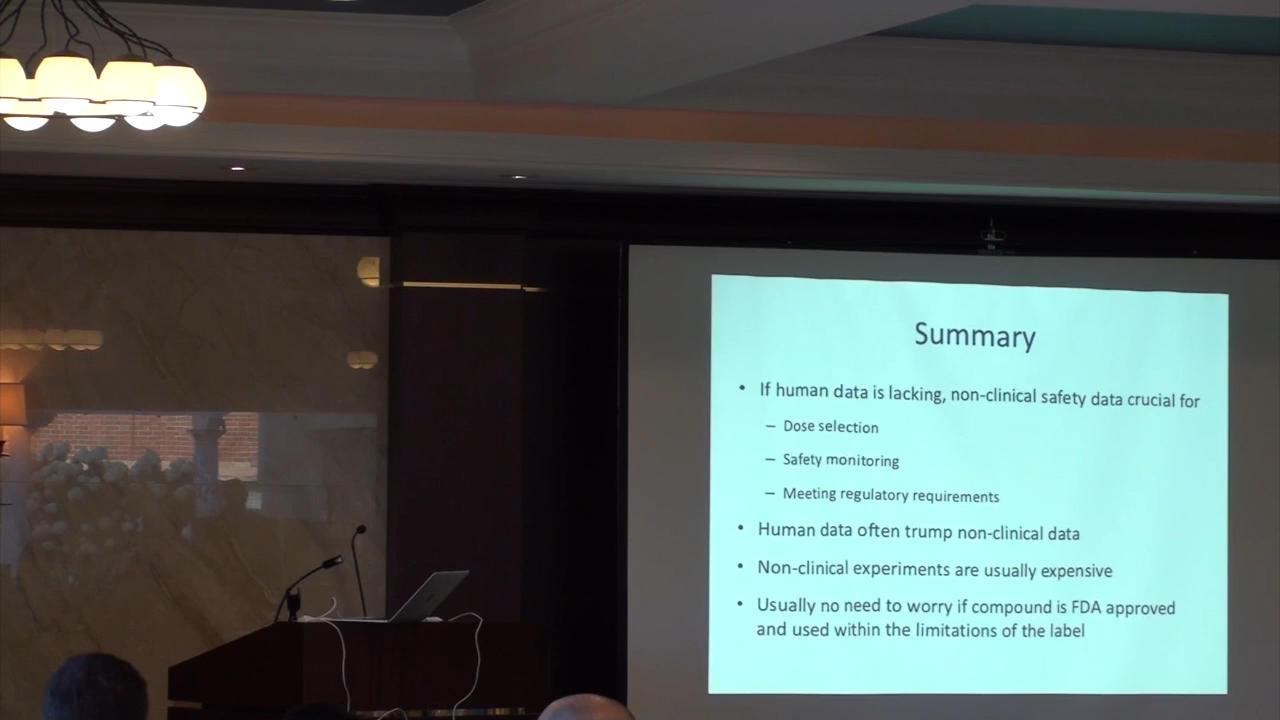 Summary
• If human data is lacking, non-clinical safety data crucial for
– Dose selection
– Safety monitoring
– Meeting regulatory requirements
• Human data often trump non-clinical data
• Non-clinical experiments are usually expensive
• Usually no need to worry if compound is FDA approved
and used within the limitations of the label